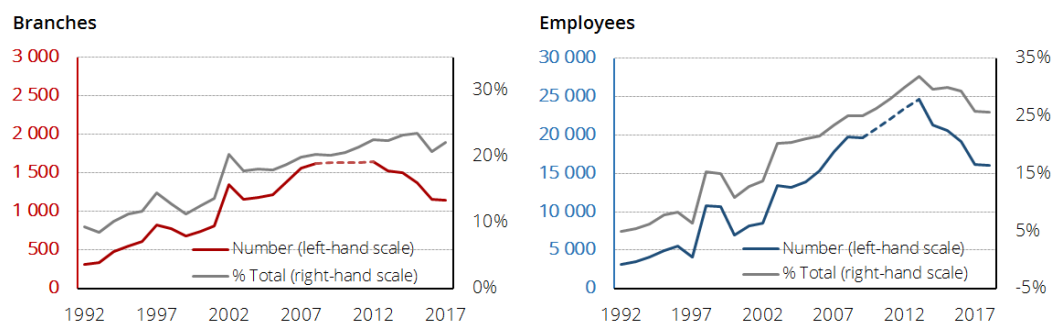 Branches
3 000
2 500
2 000
1 500
1 000
500
0
30%
20%
10%
0%
Number (left-hand scale)
% Total (right-hand scale)
1992 1997 2002 2007 2012 2017
Employees
30 000
25 000
20 000
15 000
10 000
5 000
0
35%
25%
15%
5%
-5%
Number (left-hand scale)
% Total (right-hand scale)
1992 1997 2002 2007 2012 2017